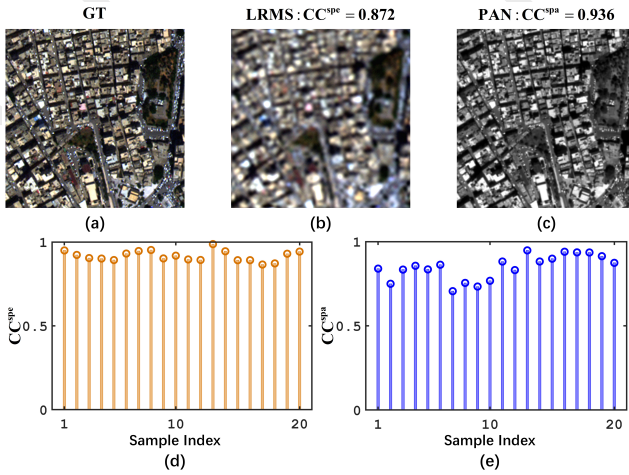 GT
LRMS : CC^spe = 0.872
PAN : CC^spa = 0.936
(a)
(b)
(c)
1
0.5
0
CC^spe
1
10
20
Sample Index
(d)
1
0.5
0
CC^spa
1
10
20
Sample Index
(e)